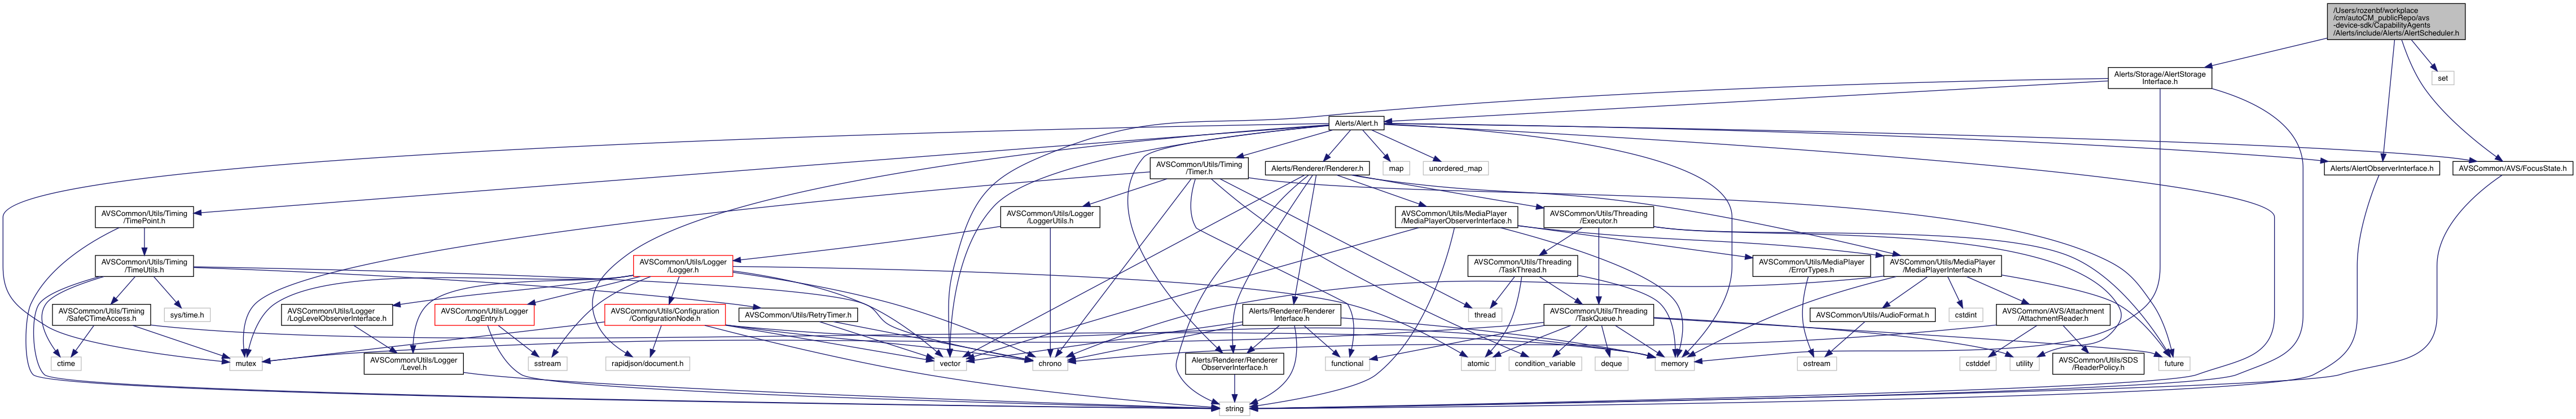 /Users/rozenbf/workplace
/cm/autoCM_publicRepo/avs
-device-sdk/CapabilityAgents
/Alerts/include/Alerts/AlertScheduler.h
Alerts/Storage/AlertStorage
Interface.h
set
Alerts/Alert.h
AVSCommon/Utils/Timing
/Timer.h
Alerts/Renderer/Renderer.h
map
unordered_map
Alerts/AlertObserverInterface.h
AVSCommon/AVS/FocusState.h
AVSCommon/Utils/Timing
/TimePoint.h
AVSCommon/Utils/Logger
/LoggerUtils.h
AVSCommon/Utils/MediaPlayer
/MediaPlayerObserverInterface.h
AVSCommon/Utils/Threading
/Executor.h
AVSCommon/Utils/Timing
/TimeUtils.h
AVSCommon/Utils/Logger
/Logger.h
AVSCommon/Utils/Threading
/TaskThread.h
AVSCommon/Utils/MediaPlayer
/ErrorTypes.h
AVSCommon/Utils/MediaPlayer
/MediaPlayerInterface.h
AVSCommon/Utils/Timing
/SafeCTimeAccess.h
sys/time.h
AVSCommon/Utils/Logger
/LogLevelObserverInterface.h
AVSCommon/Utils/Logger
/LogEntry.h
AVSCommon/Utils/Configuration
/ConfigurationNode.h
AVSCommon/Utils/RetryTimer.h
Alerts/Renderer/Renderer
Interface.h
thread
AVSCommon/Utils/Threading
/TaskQueue.h
AVSCommon/Utils/AudioFormat.h
cstdint
AVSCommon/AVS/Attachment
/AttachmentReader.h
ctime
mutex
AVSCommon/Utils/Logger
/Level.h
sstream
rapidjson/document.h
vector
chrono
Alerts/Renderer/Renderer
ObserverInterface.h
functional
atomic
condition_variable
deque
memory
ostream
cstddef
utility
AVSCommon/Utils/SDS
/ReaderPolicy.h
future
string